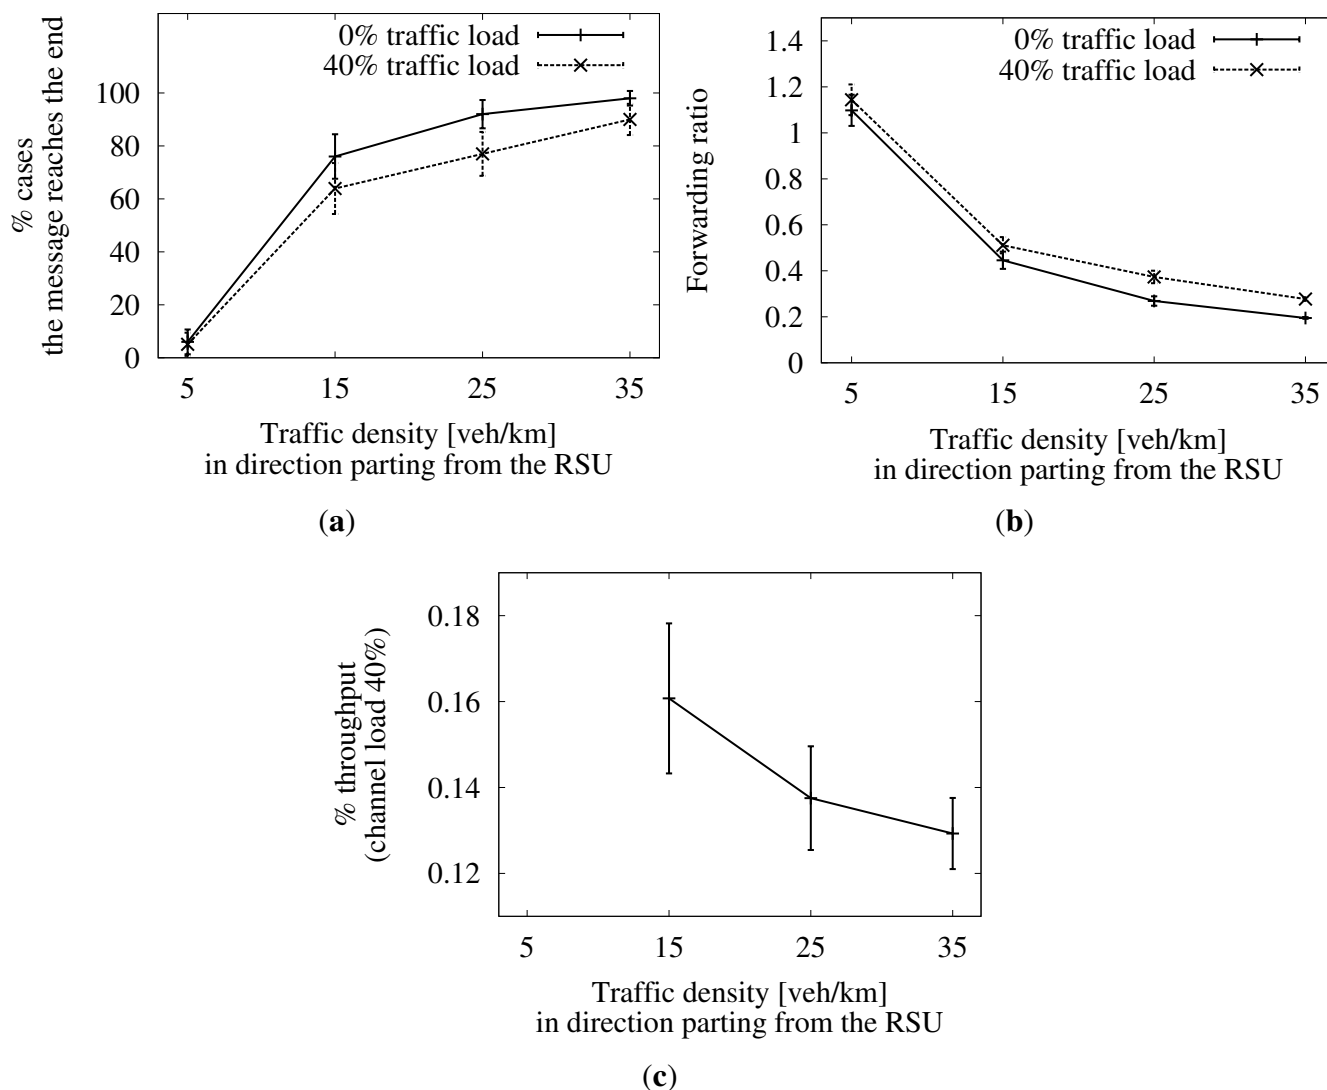 0% traffic load
40% traffic load
% cases
the message reaches the end
100
80
60
40
20
0
5 15 25 35
Traffic density [veh/km]
in direction parting from the RSU
(a)
0% traffic load
40% traffic load
Forwarding ratio
1.4
1.2
1
0.8
0.6
0.4
0.2
0
5 15 25 35
Traffic density [veh/km]
in direction parting from the RSU
(b)
% throughput
(channel load 40%)
0.18
0.16
0.14
0.12
5 15 25 35
Traffic density [veh/km]
in direction parting from the RSU
(c)